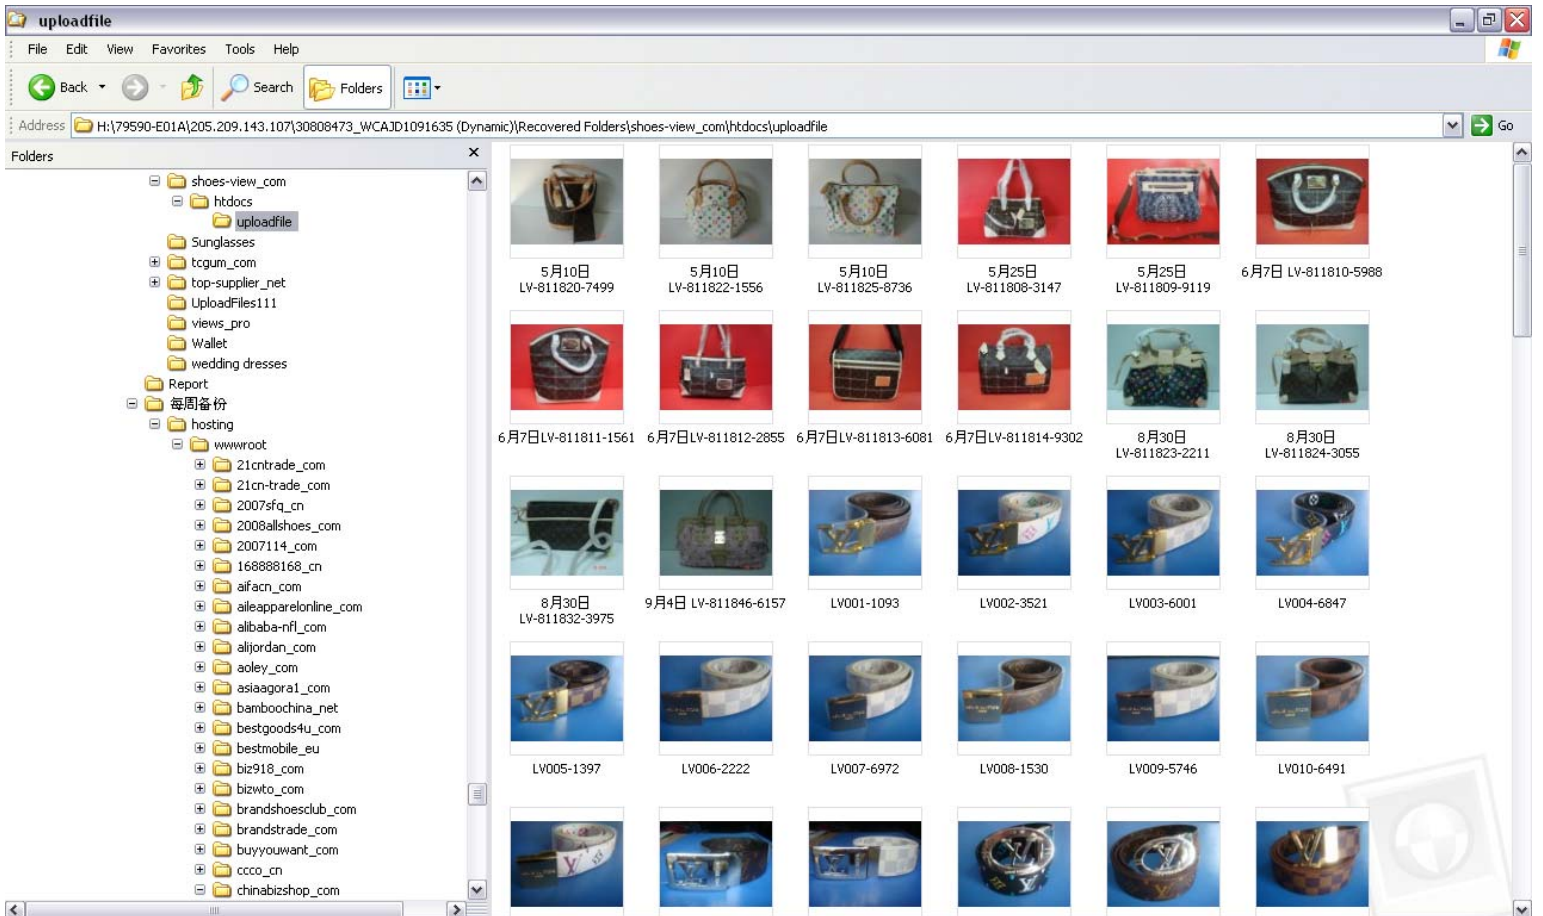 uploadfile
File Edit View Favorites Tools Help
Back Search Folders
Address H:\79590-E01A\205.209.143.107\30808473_WCAJD1091635 (Dynamic)\Recovered Folders\shoes-view_com\htdocs\uploadfile Go
Folders
shoes-view_com
htdocs
uploadfile
Sunglasses
tcgum_com
top-supplier_net
UploadFiles111
views_pro
Wallet
wedding dresses
Report
每周备份
hosting
wwwroot
21cntrade_com
21cn-trade_com
2007sfq_cn
2008allshoes_com
2007114_com
168888168_cn
aifacn_com
aileapparelonline_com
alibaba-nfl_com
alijordan_com
aoley_com
asiaagora1_com
bamboochina_net
bestgoods4u_com
bestmobile_eu
biz918_com
bizwto_com
brandshoesclub_com
brandstrade_com
buyyouwant_com
ccco_cn
chinabizshop_com
5月10日
LV-811820-7499
5月10日
LV-811822-1556
5月10日
LV-811825-8736
5月25日
LV-811808-3147
5月25日
LV-811809-9119
6月7日 LV-811810-5988
6月7日LV-811811-1561
6月7日LV-811812-2855
6月7日LV-811813-6081
6月7日LV-811814-9302
8月30日
LV-811823-2211
8月30日
LV-811824-3055
8月30日
LV-811832-3975
9月4日 LV-811846-6157
LV001-1093
LV002-3521
LV003-6001
LV004-6847
LV005-1397
LV006-2222
LV007-6972
LV008-1530
LV009-5746
LV010-6491